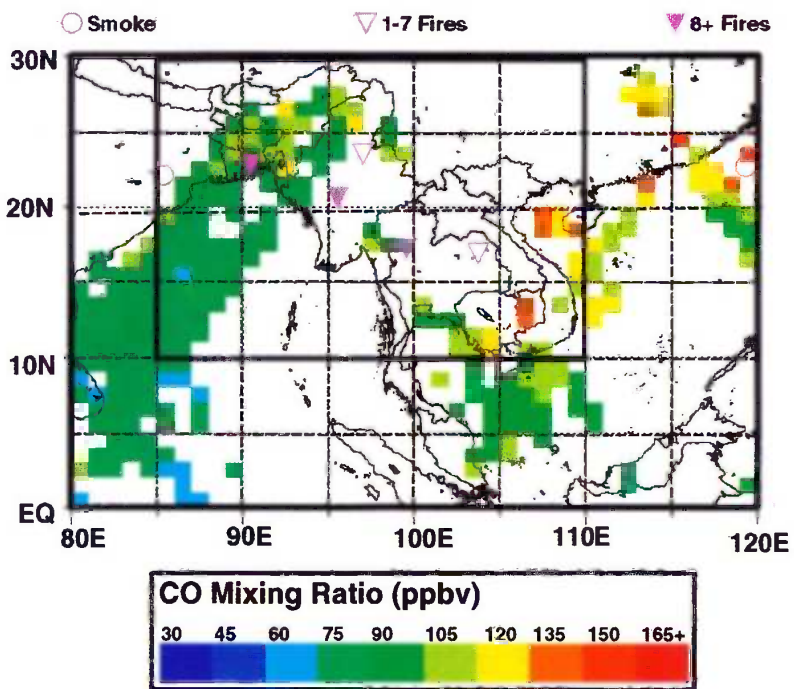 Smoke 1-7 Fires 8+ Fires
30N
20N
10N
EQ
80E 90E 100E 110E 120E
CO Mixing Ratio (ppbv)
30 45 60 75 90 105 120 135 150 165+